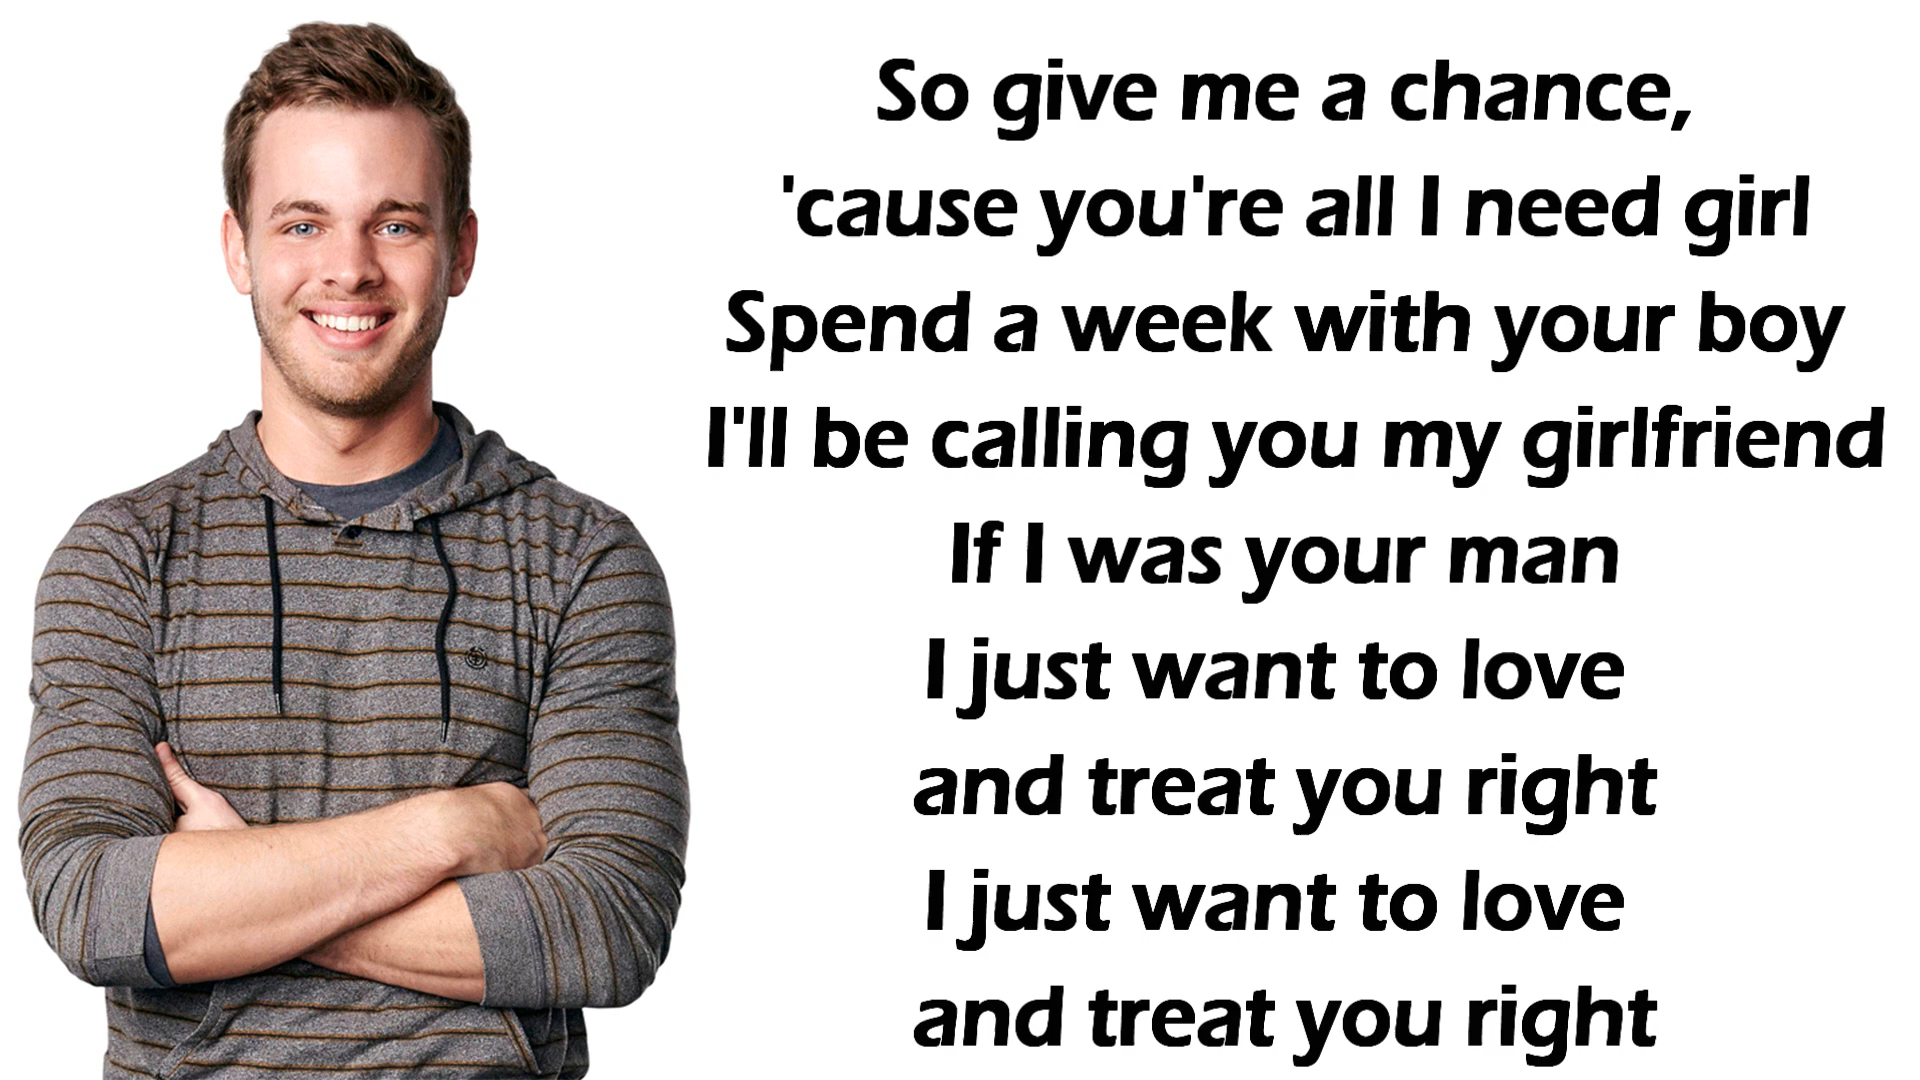 So give me a chance,
'cause you're all I need girl
Spend a week with your boy
I'll be calling you my girlfriend
If I was your man
I just want to love
and treat you right
I just want to love
and treat you right